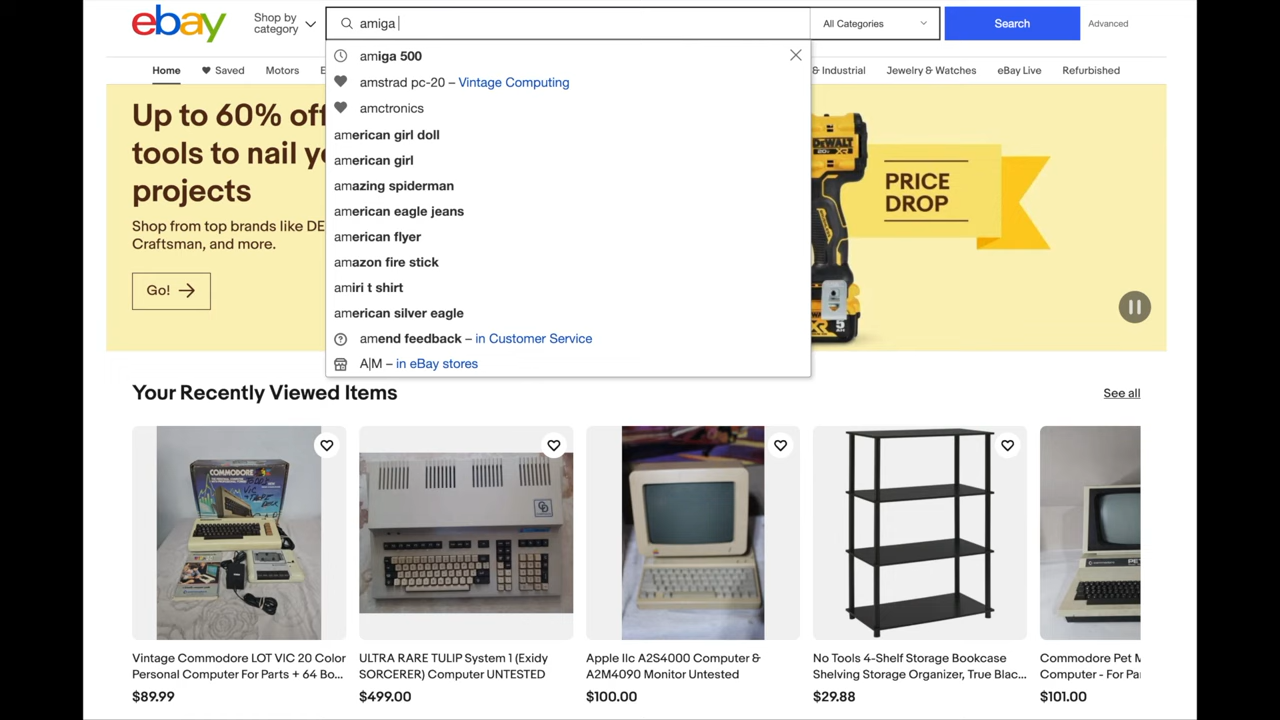 ebay
Shop by
category
amiga
All Categories
Search
Advanced
amiga 500
amstrad pc-20 – Vintage Computing
amctronics
american girl doll
american girl
amazing spiderman
american eagle jeans
american flyer
amazon fire stick
amiri t shirt
american silver eagle
amend feedback – in Customer Service
A|M – in eBay stores
Home
Saved
Motors
E
& Industrial
Jewelry & Watches
eBay Live
Refurbished
Up to 60% off
tools to nail yo
projects
Shop from top brands like DE
Craftsman, and more.
Go!
DEWALT
XR
5
PRICE
DROP
Your Recently Viewed Items
See all
COMMODORE
Vintage Commodore LOT VIC 20 Color
Personal Computer For Parts + 64 Bo...
$89.99
ULTRA RARE TULIP System 1 (Exidy
SORCERER) Computer UNTESTED
$499.00
Apple IIc A2S4000 Computer &
A2M4090 Monitor Untested
$100.00
No Tools 4-Shelf Storage Bookcase
Shelving Storage Organizer, True Blac...
$29.88
Commodore Pet M
Computer - For Pa
$101.00